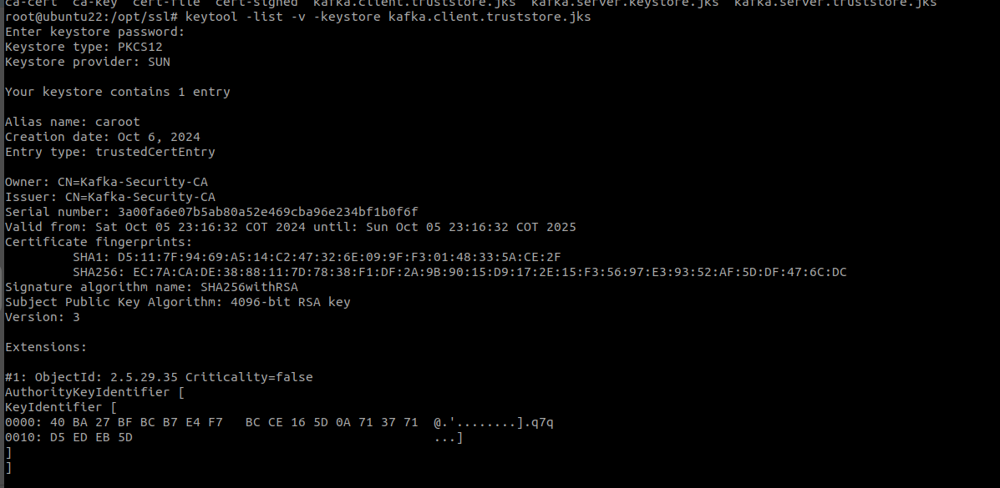 ca-cert  ca-key  cert-file  cert-signed  kafka.client.truststore.jks  kafka.server.keystore.jks  kafka.server.truststore.jks
root@ubuntu22:/opt/ssl# keytool -list -v -keystore kafka.client.truststore.jks
Enter keystore password:
Keystore type: PKCS12
Keystore provider: SUN

Your keystore contains 1 entry

Alias name: caroot
Creation date: Oct 6, 2024
Entry type: trustedCertEntry

Owner: CN=Kafka-Security-CA
Issuer: CN=Kafka-Security-CA
Serial number: 3a00fa6e07b5ab80a52e469cba96e234bf1b0f6f
Valid from: Sat Oct 05 23:16:32 COT 2024 until: Sun Oct 05 23:16:32 COT 2025
Certificate fingerprints:
         SHA1: D5:11:7F:94:69:A5:14:C2:47:32:6E:09:9F:F3:01:48:33:5A:CE:2F
         SHA256: EC:7A:CA:DE:38:88:11:7D:78:38:F1:DF:2A:9B:90:15:D9:17:2E:15:F3:56:97:E3:93:52:AF:5D:DF:47:6C:DC
Signature algorithm name: SHA256withRSA
Subject Public Key Algorithm: 4096-bit RSA key
Version: 3

Extensions:

#1: ObjectId: 2.5.29.35 Criticality=false
AuthorityKeyIdentifier [
KeyIdentifier [
0000: 40 BA 27 BF BC B7 E4 F7   BC CE 16 5D 0A 71 37 71  @.'........].q7q
0010: D5 ED EB 5D                                        ...]
]
]